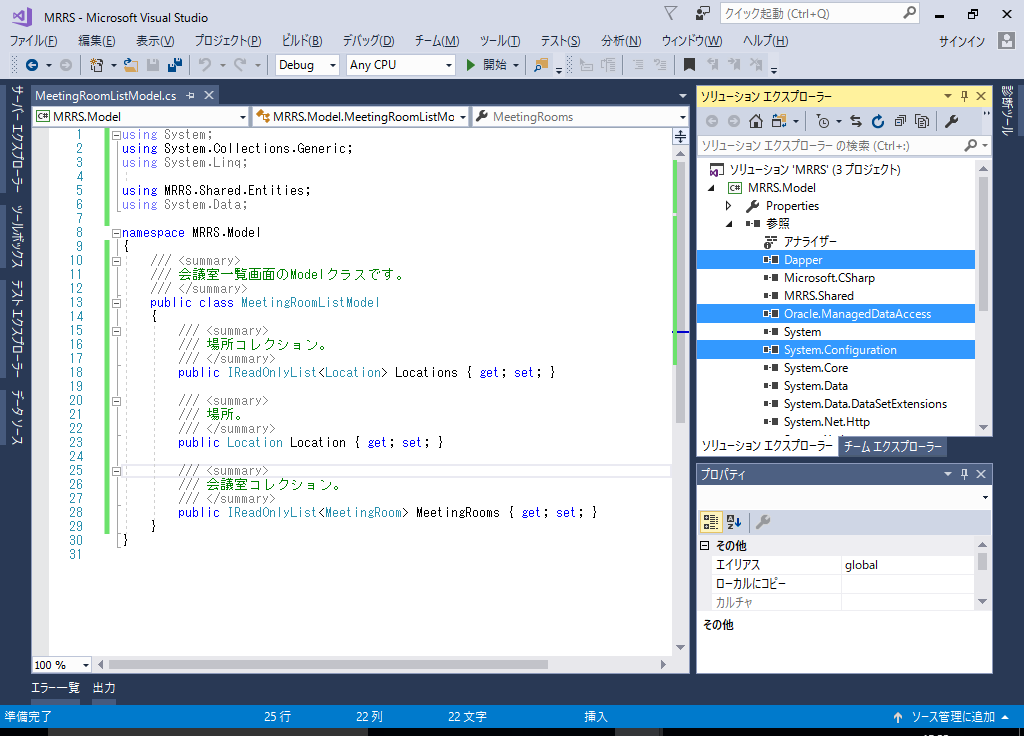 MRRS - Microsoft Visual Studio
クイック起動 (Ctrl+Q)
ファイル(F) 編集(E) 表示(V) プロジェクト(P) ビルド(B) デバッグ(D) チーム(M) ツール(T) テスト(S) 分析(N) ウィンドウ(W) ヘルプ(H) サインイン
Debug Any CPU 開始
サーバー エクスプローラー
ツールボックス
テスト エクスプローラー
データ ソース
MeetingRoomListModel.cs
MRRS.Model MRRS.Model.MeetingRoomListMo MeetingRooms
1 using System;
2 using System.Collections.Generic;
3 using System.Linq;
4
5 using MRRS.Shared.Entities;
6 using System.Data;
7
8 namespace MRRS.Model
9 {
10 /// <summary>
11 /// 会議室一覧画面のModelクラスです。
12 /// </summary>
13 public class MeetingRoomListModel
14 {
15 /// <summary>
16 /// 場所コレクション。
17 /// </summary>
18 public IReadOnlyList<Location> Locations { get; set; }
19
20 /// <summary>
21 /// 場所。
22 /// </summary>
23 public Location Location { get; set; }
24
25 /// <summary>
26 /// 会議室コレクション。
27 /// </summary>
28 public IReadOnlyList<MeetingRoom> MeetingRooms { get; set; }
29 }
30 }
31
100 %
ソリューション エクスプローラー
ソリューション エクスプローラー の検索 (Ctrl+:)
ソリューション 'MRRS' (3 プロジェクト)
C# MRRS.Model
Properties
参照
アナライザー
Dapper
Microsoft.CSharp
MRRS.Shared
Oracle.ManagedDataAccess
System
System.Configuration
System.Core
System.Data
System.Data.DataSetExtensions
System.Net.Http
ソリューション エクスプローラー チーム エクスプローラー
プロパティ
その他
エイリアス global
ローカルにコピー
カルチャ
その他
診断ツール
エラー一覧 出力
準備完了 25 行 22 列 22 文字 挿入 ソース管理に追加